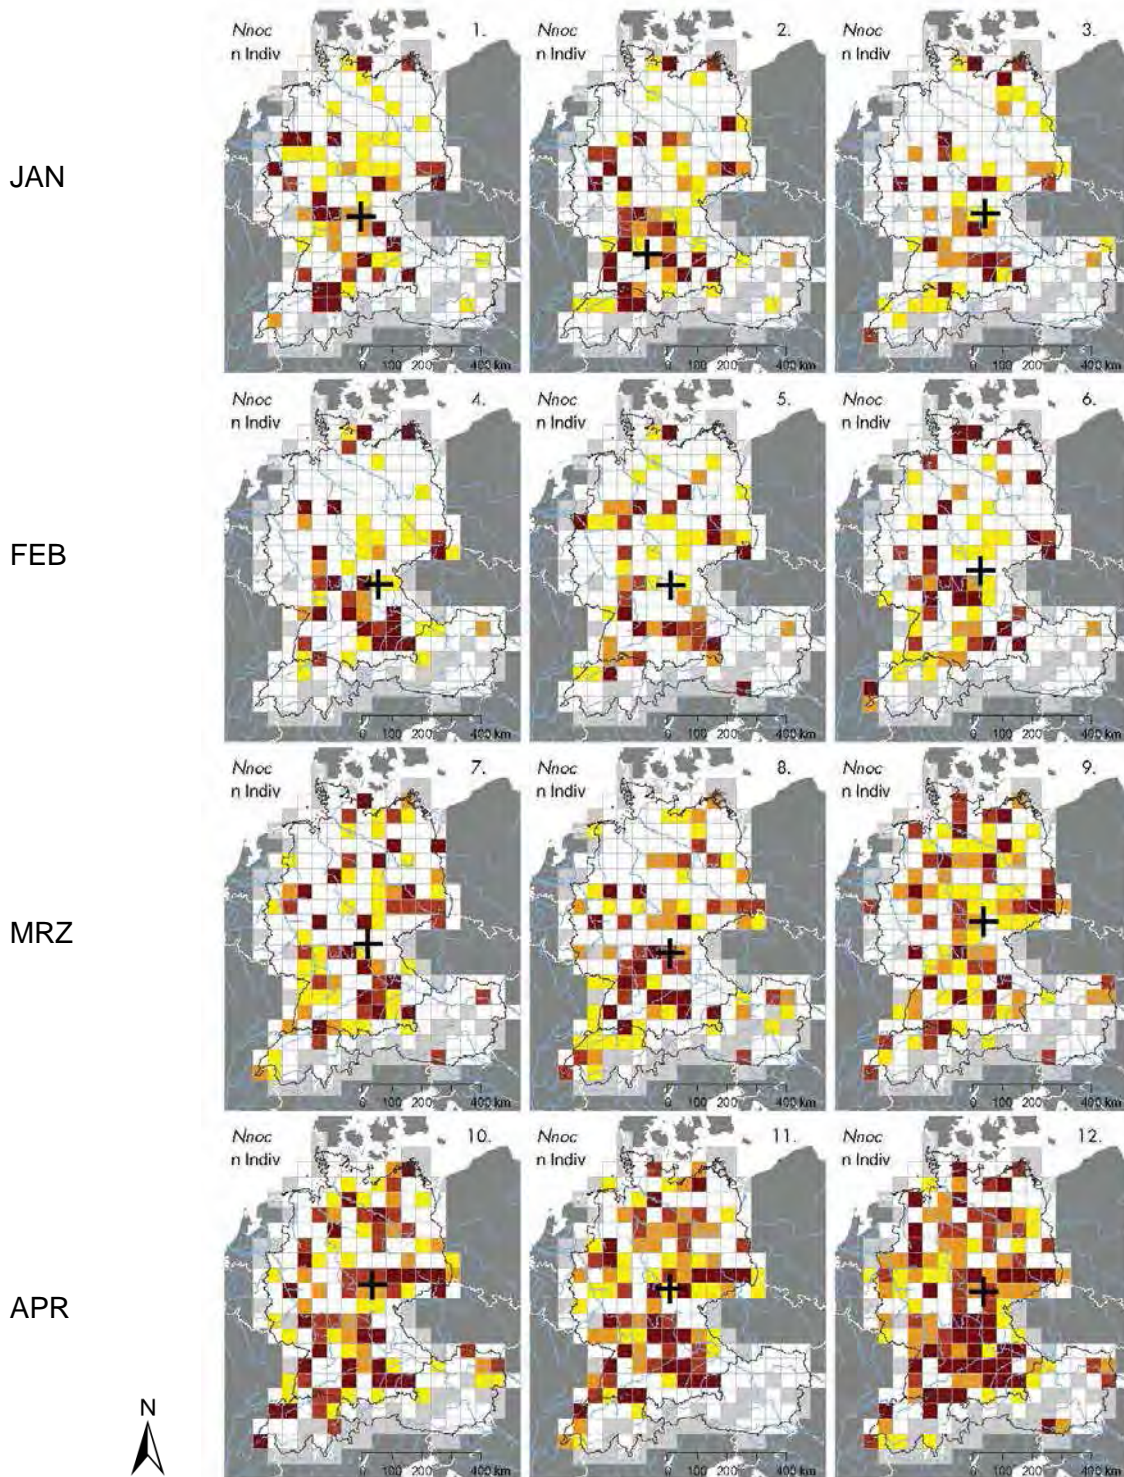 JAN
Nnoc 1.
n Indiv
0 100 200 400 km
Nnoc 2.
n Indiv
0 100 200 400 km
Nnoc 3.
n Indiv
0 100 200 400 km
FEB
Nnoc 4.
n Indiv
0 100 200 400 km
Nnoc 5.
n Indiv
0 100 200 400 km
Nnoc 6.
n Indiv
0 100 200 400 km
MRZ
Nnoc 7.
n Indiv
0 100 200 400 km
Nnoc 8.
n Indiv
0 100 200 400 km
Nnoc 9.
n Indiv
0 100 200 400 km
APR
Nnoc 10.
n Indiv
0 100 200 400 km
Nnoc 11.
n Indiv
0 100 200 400 km
Nnoc 12.
n Indiv
0 100 200 400 km
N